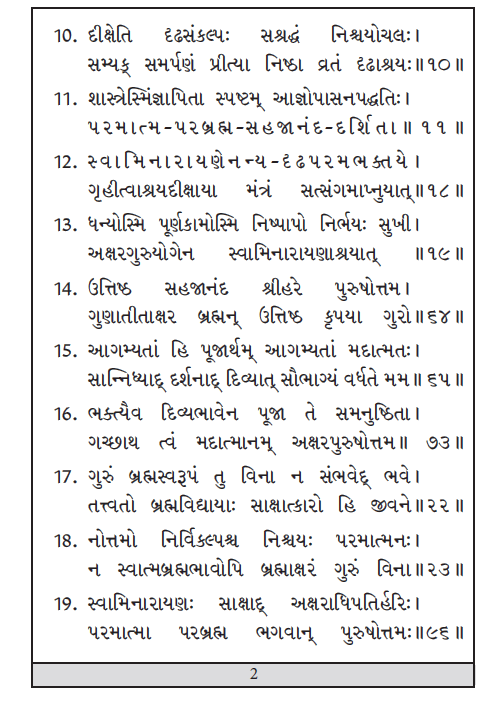 10. દીક્ષેતિ દૃઢસંકલ્પઃ સશ્રદ્ધં નિશ્ચયોચલઃ।
સમ્યક્ સમર્પણં પ્રીત્યા નિષ્ઠા વ્રતં દૃઢાશ્રયઃ॥૧૦॥
11. શાસ્ત્રેસ્મિંજ્ઞાપિતા સ્પષ્ટમ્ આજ્ઞોપાસનપદ્ધતિઃ।
પરમાત્મ-પરબ્રહ્મ-સહજાનંદ-દર્શિતા॥ ૧૧ ॥
12. સ્વામિનારાયણેનન્ય-દૃઢપરમભક્તયે।
ગૃહીત્વાશ્રયદીક્ષાયા મંત્રં સત્સંગમાપ્નુયાત્॥૧૮॥
13. ધન્યોસ્મિ પૂર્ણકામોસ્મિ નિષ્પાપો નિર્ભયઃ સુખી।
અક્ષરગુરુયોગેન સ્વામિનારાયણાશ્રયાત્ ॥૧૯॥
14. ઉત્તિષ્ઠ સહજાનંદ શ્રીહરે પુરુષોત્તમ।
ગુણાતીતાક્ષર બ્રહ્મન્ ઉત્તિષ્ઠ કૃપયા ગુરો॥૬૪॥
15. આગમ્યતાં હિ પૂજાર્થમ્ આગમ્યતાં મદાત્મતઃ।
સાન્નિધ્યાદ્ દર્શનાદ્ દિવ્યાત્ સૌભાગ્યં વર્ધતે મમ॥૬૫॥
16. ભક્ત્યૈવ દિવ્યભાવેન પૂજા તે સમનુષ્ઠિતા।
ગચ્છાથ ત્વં મદાત્માનમ્ અક્ષરપુરુષોત્તમ॥ ૭૩॥
17. ગુરું બ્રહ્મસ્વરૂપં તુ વિના ન સંભવેદ્ ભવે।
તત્ત્વતો બ્રહ્મવિદ્યાયાઃ સાક્ષાત્કારો હિ જીવને॥૨૨॥
18. નોત્તમો નિર્વિકલ્પશ્ચ નિશ્ચયઃ પરમાત્મનઃ।
ન સ્વાત્મબ્રહ્મભાવોપિ બ્રહ્માક્ષરં ગુરું વિના॥૨૩॥
19. સ્વામિનારાયણઃ સાક્ષાદ્ અક્ષરાધિપતિર્હરિઃ।
પરમાત્મા પરબ્રહ્મ ભગવાન્ પુરુષોત્તમઃ॥૯૬॥
2